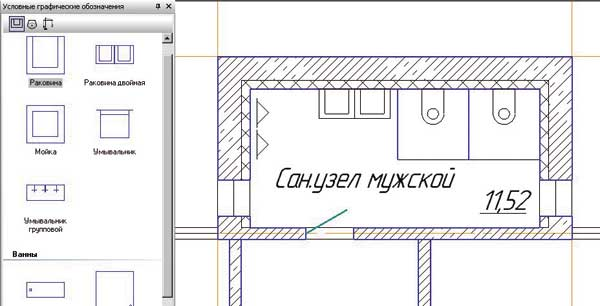 Условные графические обозначения
Раковина
Раковина двойная
Мойка
Умывальник
Умывальник
групповой
Ванны
Сан.узел мужской
11,52